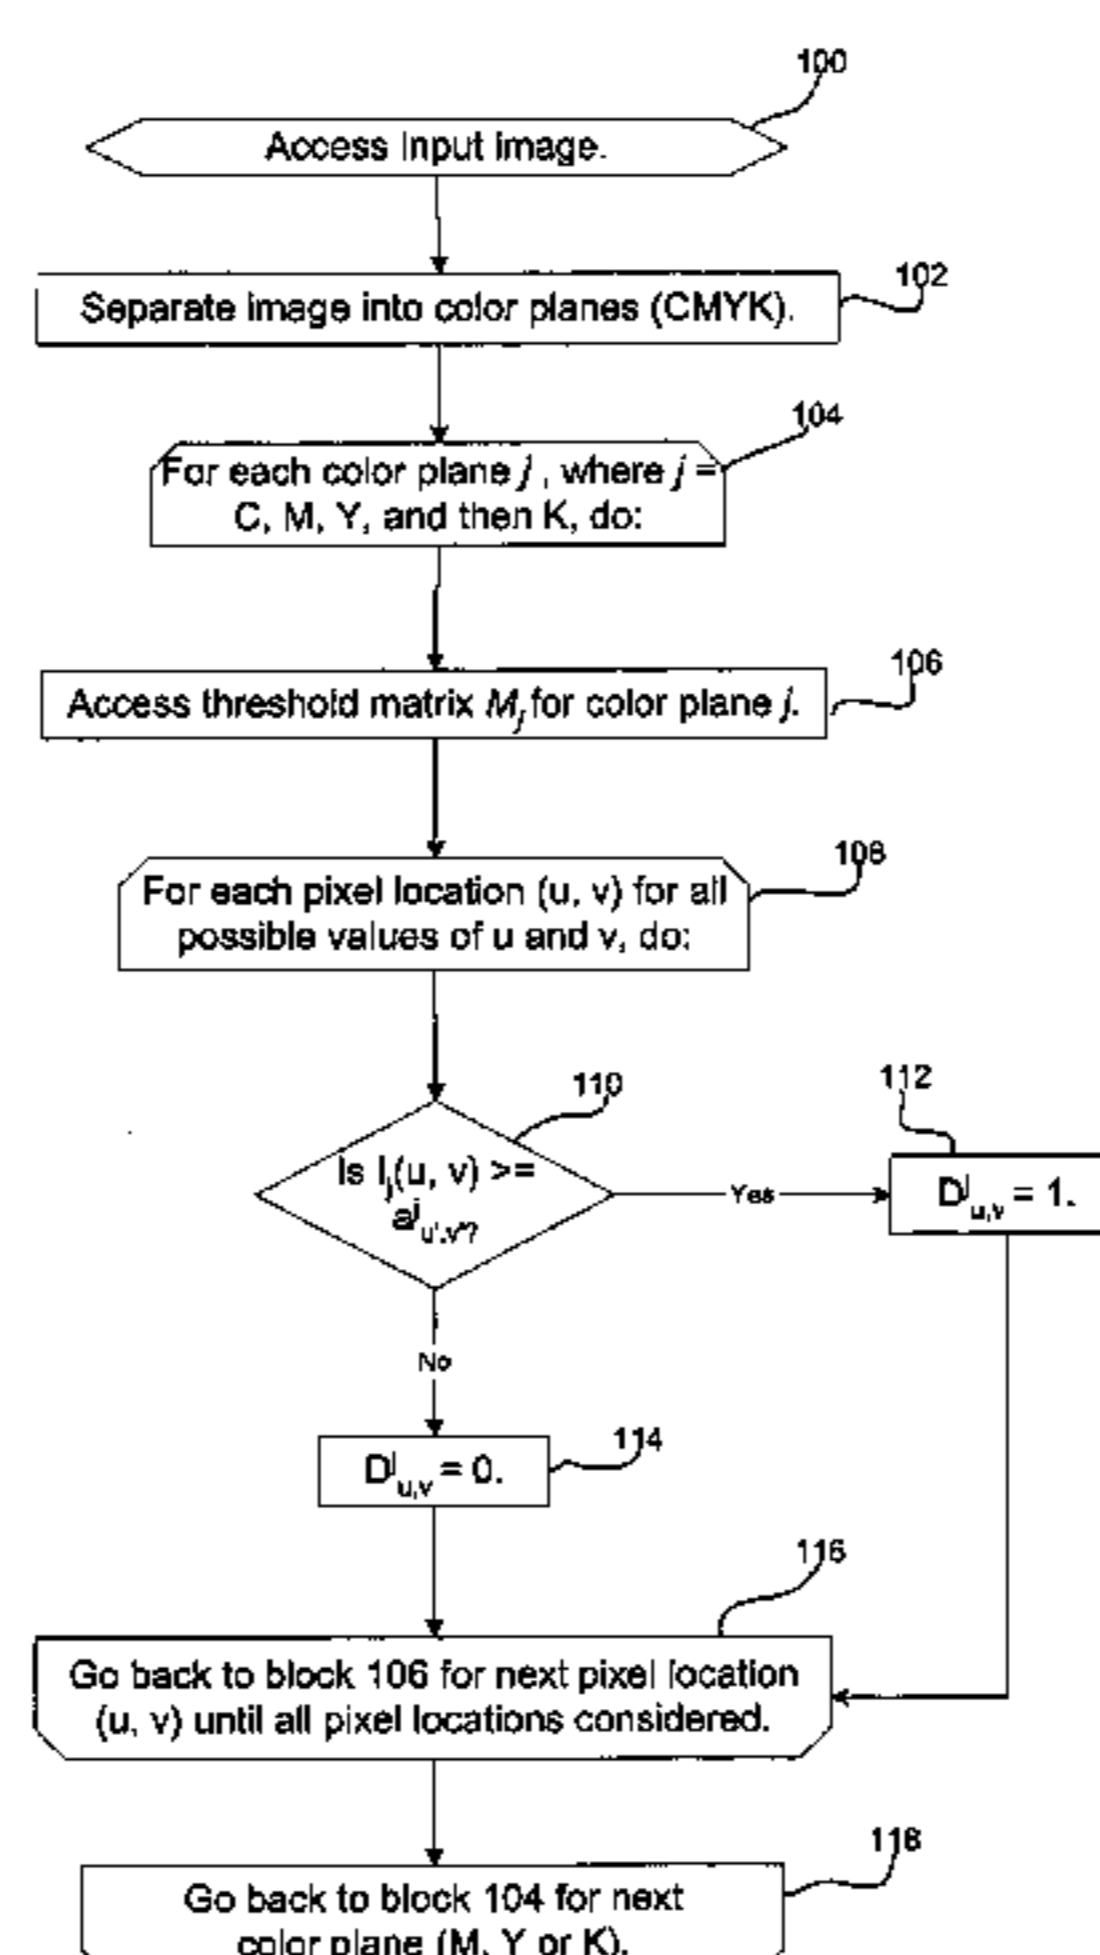 100
Access input image.
102
Separate image into color planes (CMYK).
104
For each color plane j , where j =
C, M, Y, and then K, do:
106
Access threshold matrix Mj for color plane j.
108
For each pixel location (u, v) for all
possible values of u and v, do:
110
112
Is Ij(u, v) >=
aju',v'?
Yes
Dju,v = 1.
No
114
Dju,v = 0.
116
Go back to block 106 for next pixel location
(u, v) until all pixel locations considered.
118
Go back to block 104 for next
color plane (M, Y or K).